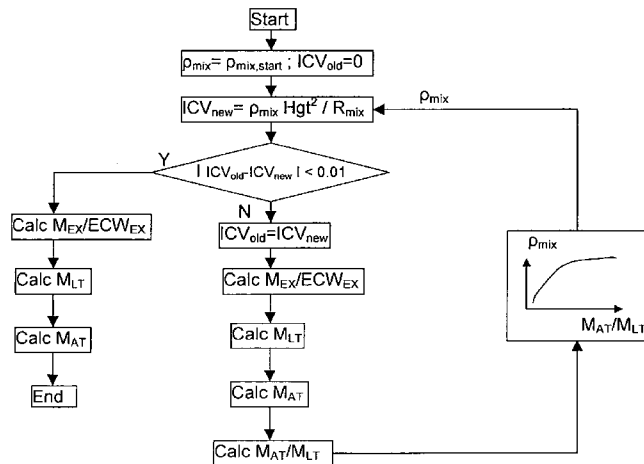 Start
ρmix= ρmix,start ; ICVold=0
ICVnew= ρmix Hgt² / Rmix
ρmix
| ICVold-ICVnew | < 0.01
Y
N
Calc MEX/ECWEX
Calc MLT
Calc MAT
End
ICVold=ICVnew
Calc MEX/ECWEX
Calc MLT
Calc MAT
Calc MAT/MLT
ρmix
MAT/MLT